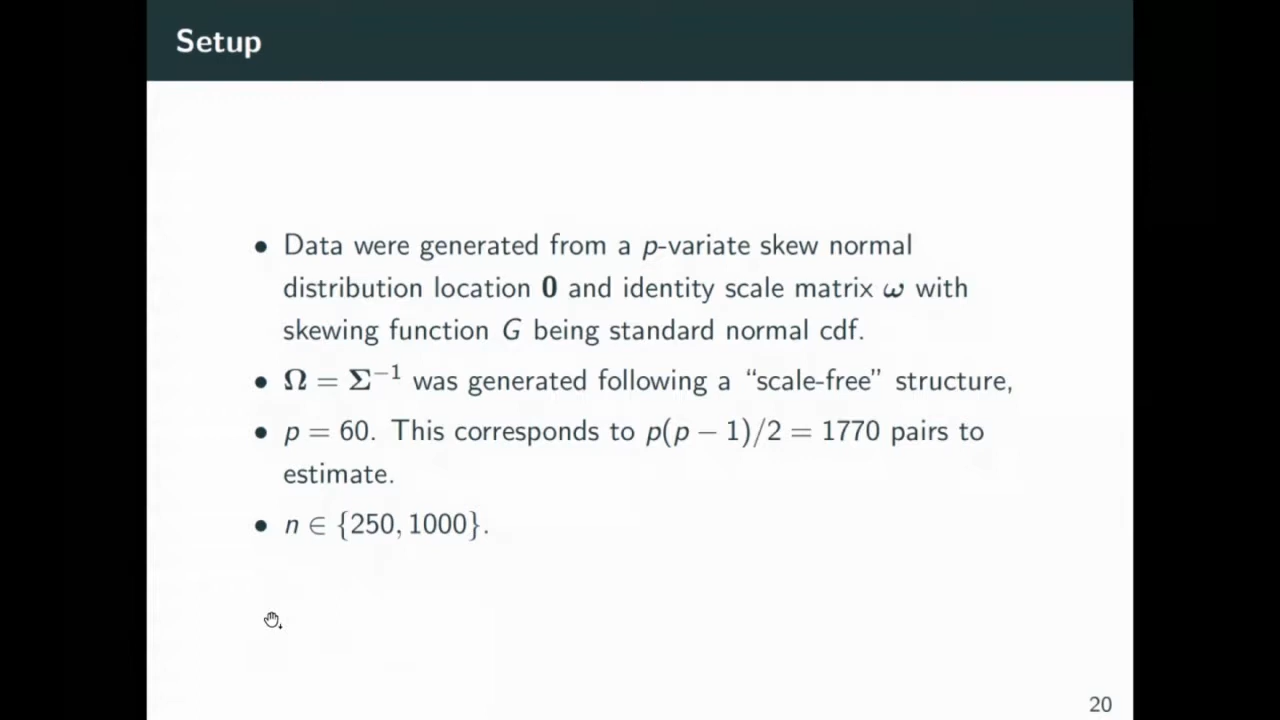 Setup
• Data were generated from a p-variate skew normal
distribution location 0 and identity scale matrix ω with
skewing function G being standard normal cdf.
• Ω = Σ⁻¹ was generated following a “scale-free” structure,
• p = 60. This corresponds to p(p − 1)/2 = 1770 pairs to
estimate.
• n ∈ {250, 1000}.
20